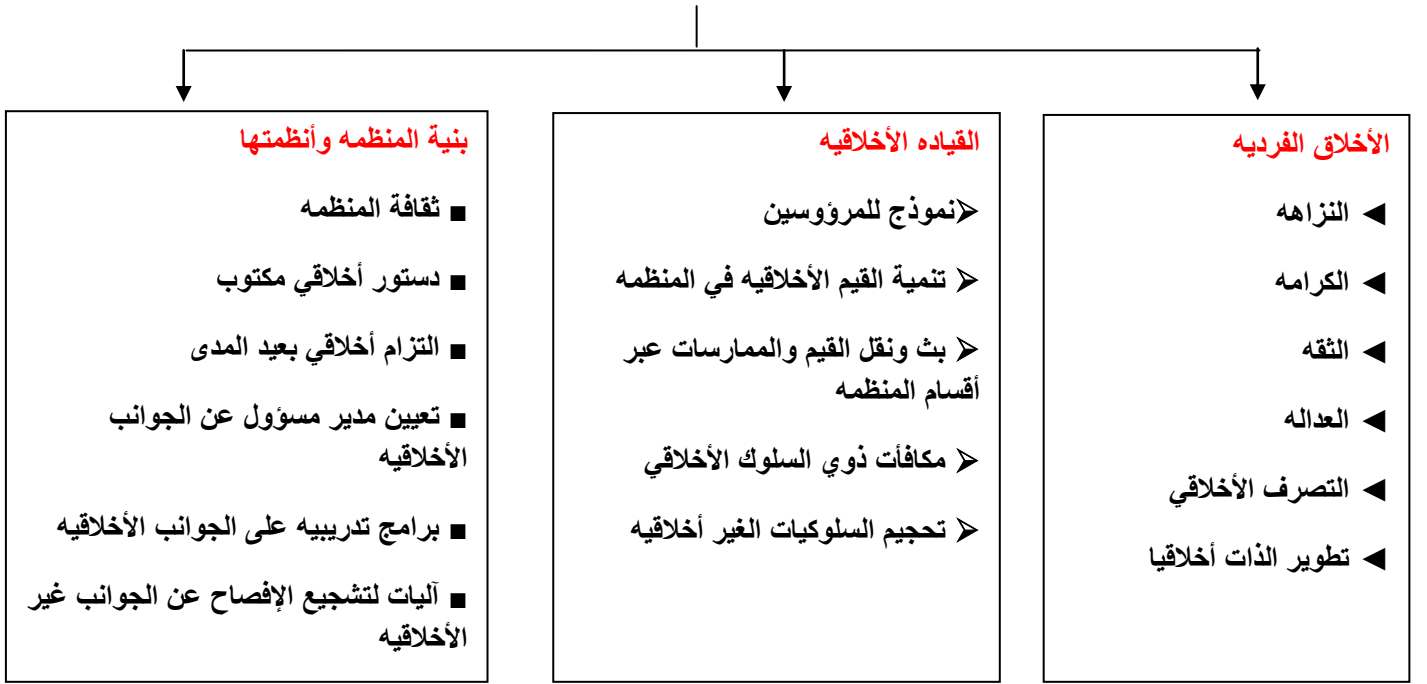 الأخلاق الفرديه
◄ النزاهه
◄ الكرامه
◄ الثقه
◄ العداله
◄ التصرف الأخلاقي
◄ تطوير الذات أخلاقيا
القياده الأخلاقيه
⮚نموذج للمرؤوسين
⮚ تنمية القيم الأخلاقيه في المنظمه
⮚ بث ونقل القيم والممارسات عبر
أقسام المنظمه
⮚ مكافأت ذوي السلوك الأخلاقي
⮚ تحجيم السلوكيات الغير أخلاقيه
بنية المنظمه وأنظمتها
■ ثقافة المنظمه
■ دستور أخلاقي مكتوب
■ التزام أخلاقي بعيد المدى
■ تعيين مدير مسؤول عن الجوانب
الأخلاقيه
■ برامج تدريبيه على الجوانب الأخلاقيه
■ آليات لتشجيع الإفصاح عن الجوانب غير
الأخلاقيه